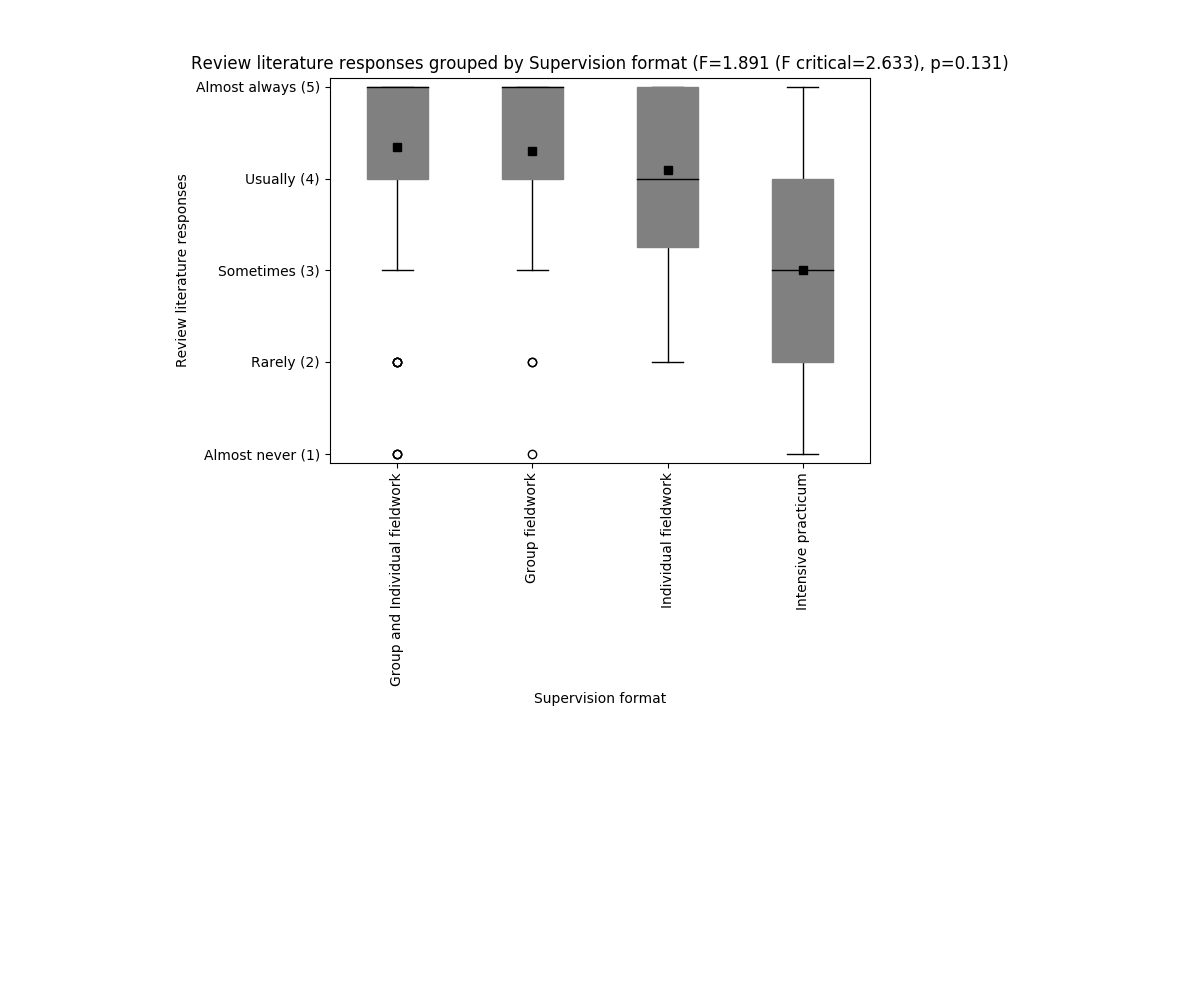 Review literature responses grouped by Supervision format (F=1.891 (F critical=2.633), p=0.131)
Almost always (5)
Usually (4)
Sometimes (3)
Rarely (2)
Almost never (1)
Review literature responses
Group and Individual fieldwork
Group fieldwork
Individual fieldwork
Intensive practicum
Supervision format